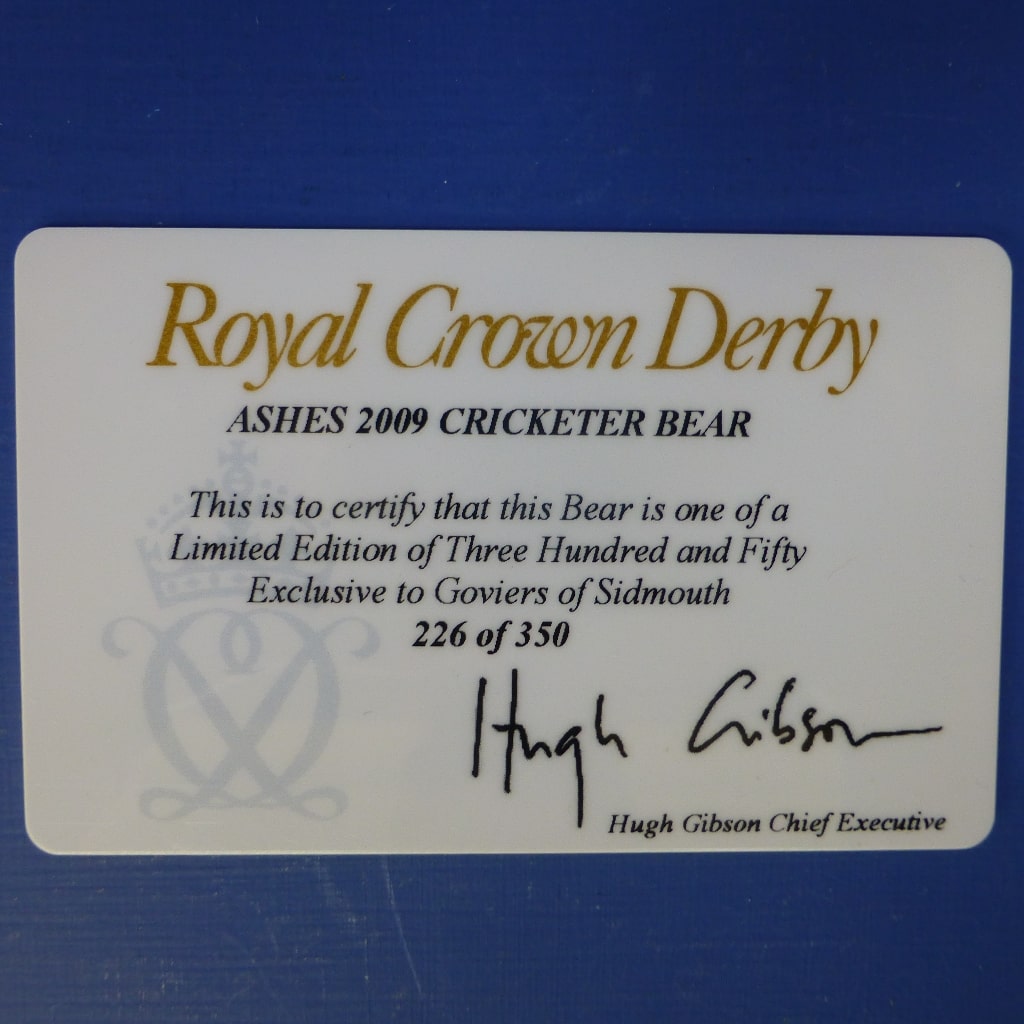 Royal Crown Derby
ASHES 2009 CRICKETER BEAR
This is to certify that this Bear is one of a
Limited Edition of Three Hundred and Fifty
Exclusive to Goviers of Sidmouth
226 of 350
Hugh Gibson
Hugh Gibson Chief Executive